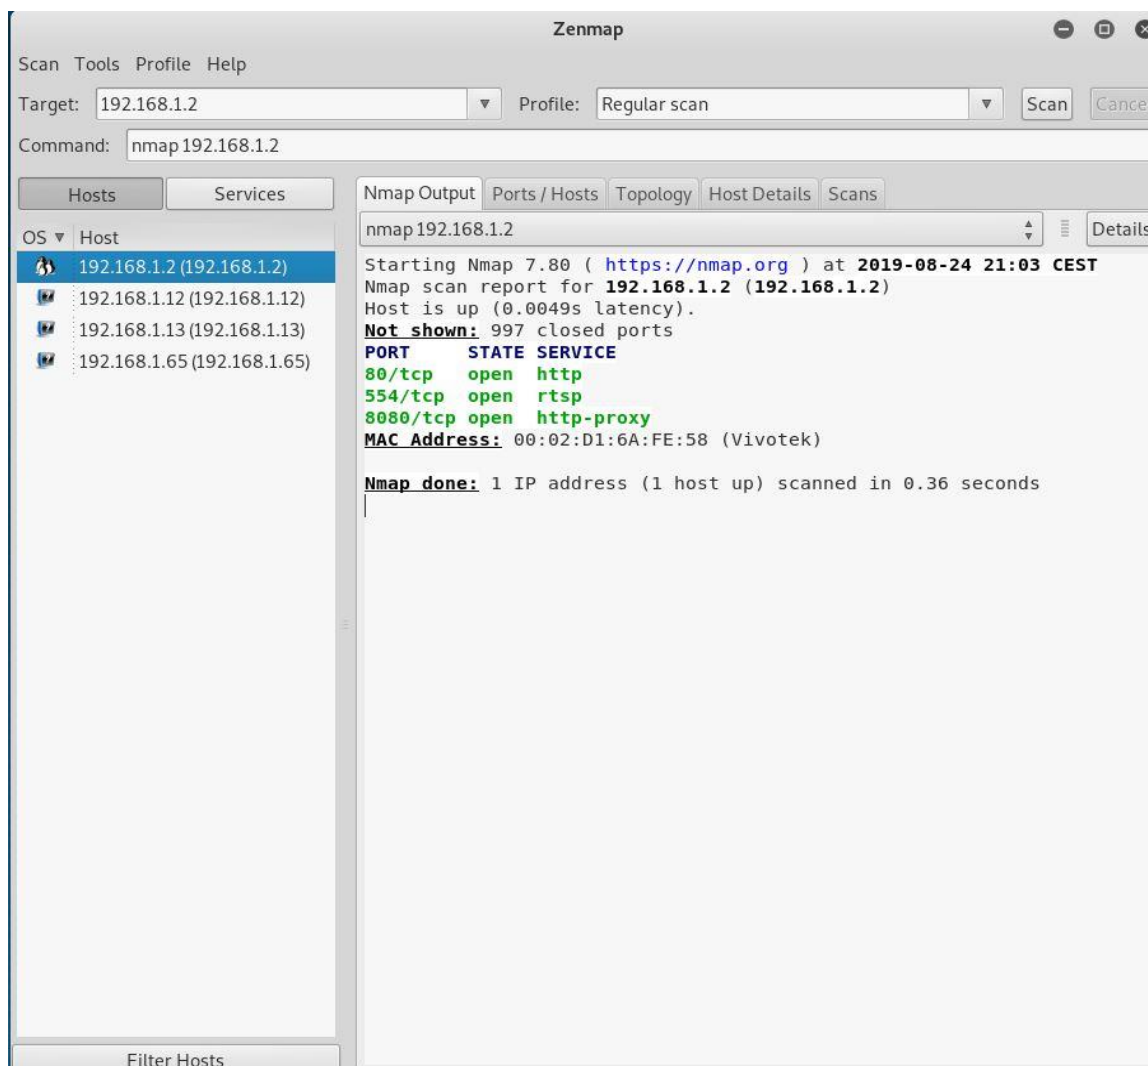 Zenmap
Scan Tools Profile Help
Target: 192.168.1.2 Profile: Regular scan Scan Cance
Command: nmap 192.168.1.2
Hosts Services
OS Host
192.168.1.2 (192.168.1.2)
192.168.1.12 (192.168.1.12)
192.168.1.13 (192.168.1.13)
192.168.1.65 (192.168.1.65)
Filter Hosts
Nmap Output Ports / Hosts Topology Host Details Scans
nmap 192.168.1.2 Details
Starting Nmap 7.80 ( https://nmap.org ) at 2019-08-24 21:03 CEST
Nmap scan report for 192.168.1.2 (192.168.1.2)
Host is up (0.0049s latency).
Not shown: 997 closed ports
PORT STATE SERVICE
80/tcp open http
554/tcp open rtsp
8080/tcp open http-proxy
MAC Address: 00:02:D1:6A:FE:58 (Vivotek)
Nmap done: 1 IP address (1 host up) scanned in 0.36 seconds